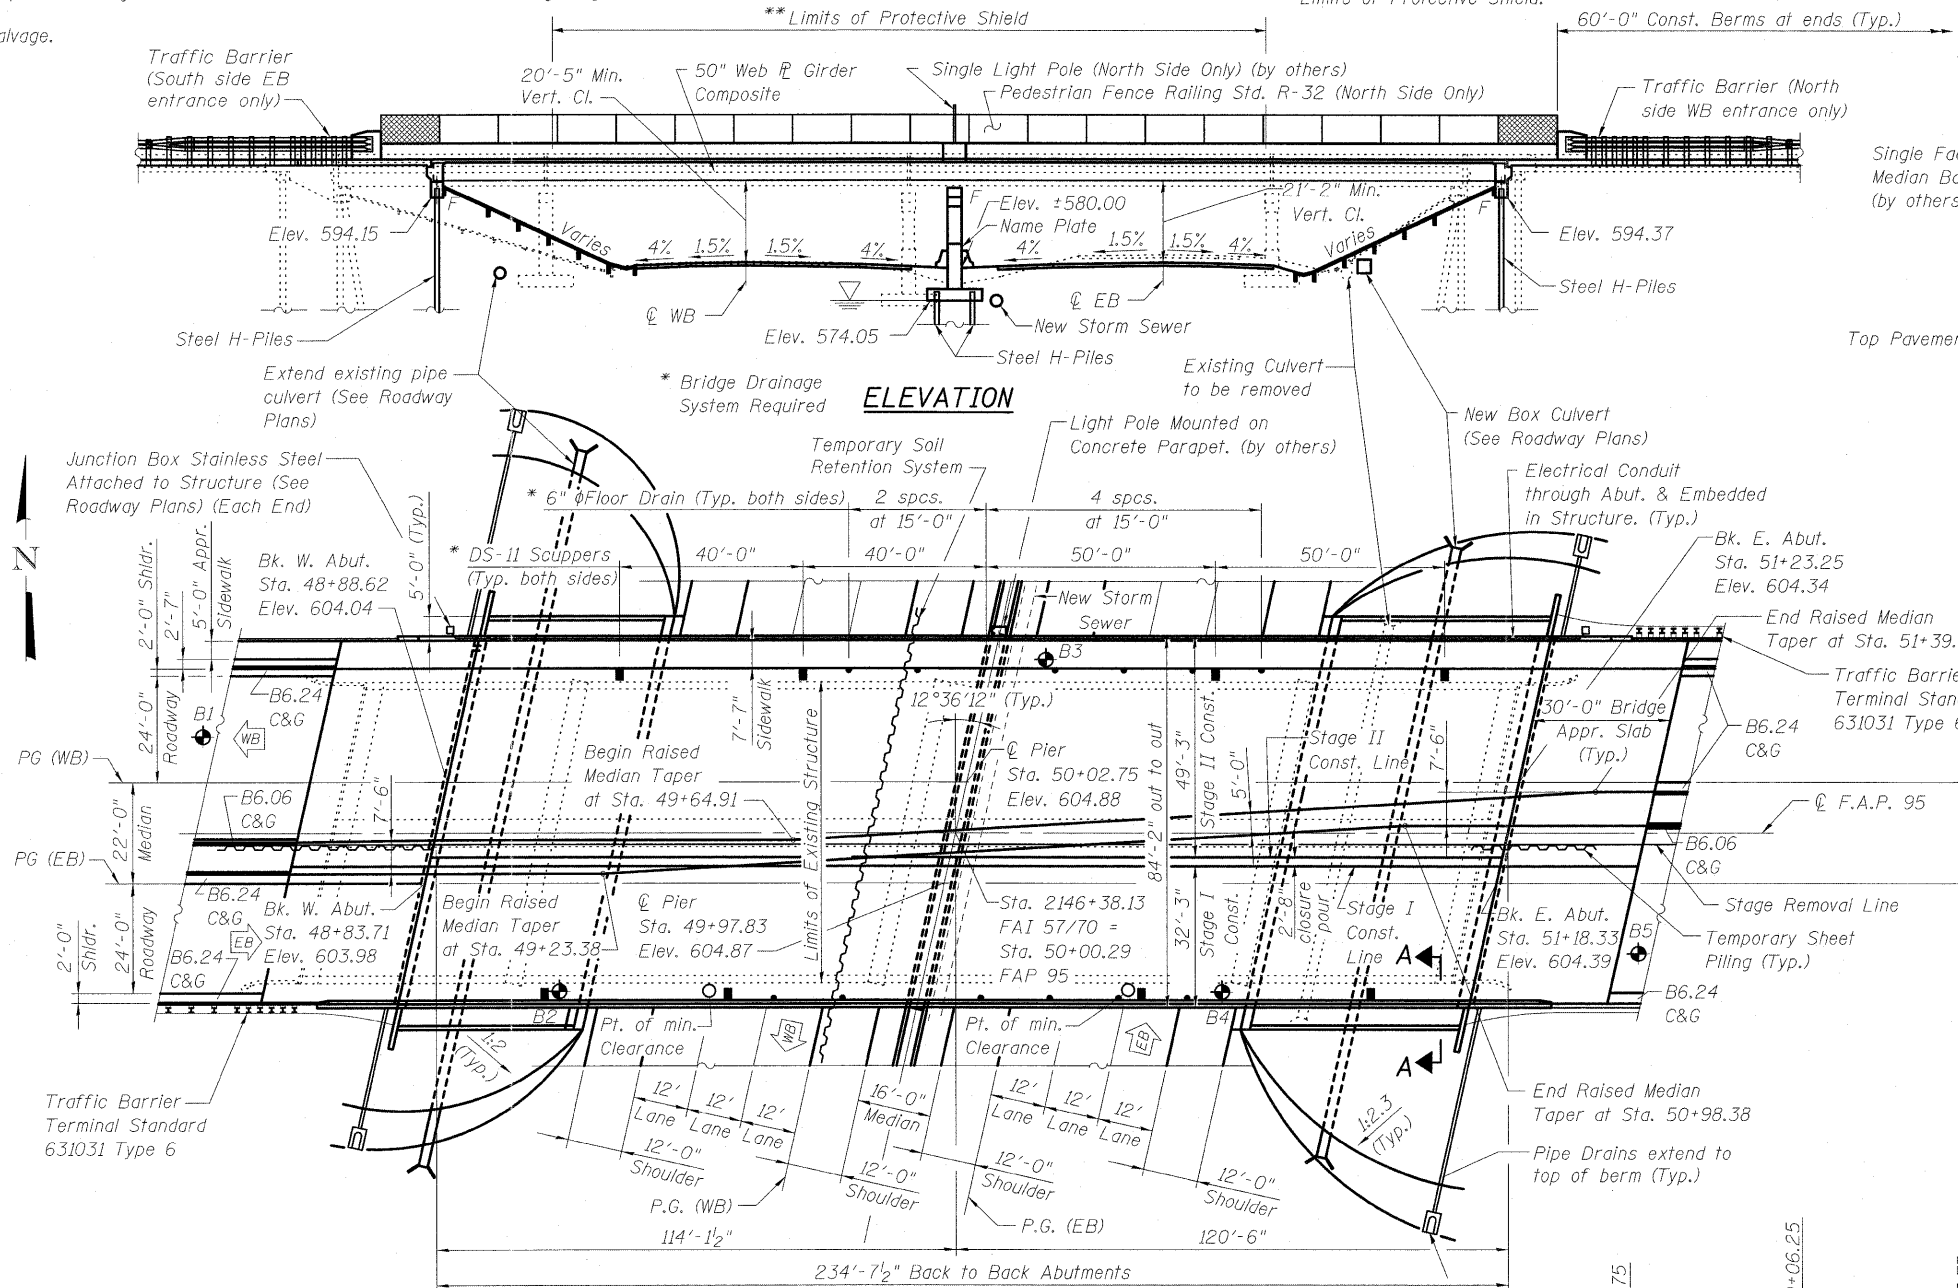 ** Limits of Protective Shield
60'-0" Const. Berms at ends (Typ.)
Traffic Barrier
(South side EB
entrance only)
20'-5" Min.
Vert. Cl.
50" Web ℞ Girder
Composite
Single Light Pole (North Side Only) (by others)
Pedestrian Fence Railing Std. R-32 (North Side Only)
Traffic Barrier (North
side WB entrance only)
F
Elev. 594.15
Varies
4%
1.5%
1.5%
4%
Elev. ±580.00
Name Plate
4%
1.5%
1.5%
4%
21'-2" Min.
Vert. Cl.
Varies
F
Elev. 594.37
Steel H-Piles
Steel H-Piles
℄ WB
Elev. 574.05
℄ EB
New Storm Sewer
Steel H-Piles
Extend existing pipe
culvert (See Roadway
Plans)
* Bridge Drainage
System Required
ELEVATION
Existing Culvert
to be removed
New Box Culvert
(See Roadway Plans)
Light Pole Mounted on
Concrete Parapet. (by others)
Temporary Soil
Retention System
Junction Box Stainless Steel
Attached to Structure (See
Roadway Plans) (Each End)
* 6" φ Floor Drain (Typ. both sides)
2 spcs.
at 15'-0"
4 spcs.
at 15'-0"
Electrical Conduit
through Abut. & Embedded
in Structure. (Typ.)
* DS-11 Scuppers
(Typ. both sides)
40'-0"
40'-0"
50'-0"
50'-0"
5'-0" (Typ.)
N
2'-0" Shldr.
2'-7"
5'-0" Appr.
Sidewalk
Bk. W. Abut.
Sta. 48+88.62
Elev. 604.04
Bk. E. Abut.
Sta. 51+23.25
Elev. 604.34
New Storm
Sewer
End Raised Median
Taper at Sta. 51+39.
24'-0"
Roadway
B6.24
C&G
B1
WB
7'-7"
Sidewalk
B3
12°36'12" (Typ.)
30'-0" Bridge
Appr. Slab
(Typ.)
B6.24
C&G
631031 Type 6
PG (WB)
Begin Raised
Median Taper
at Sta. 49+64.91
Limits of Existing Structure
℄ Pier
Sta. 50+02.75
Elev. 604.88
84'-2" out to out
49'-3"
Stage II Const.
Stage II
Const. Line
5'-0"
7'-6"
22'-0"
Median
B6.06
C&G
7'-6"
℄ F.A.P. 95
PG (EB)
B6.06
C&G
B6.24
C&G
Bk. W. Abut.
Sta. 48+83.71
Elev. 603.98
Begin Raised
Median Taper
at Sta. 49+23.38
℄ Pier
Sta. 49+97.83
Elev. 604.87
Sta. 2146+38.13
FAI 57/70 =
Sta. 50+00.29
FAP 95
32'-3"
Stage I
Const.
2'-8"
closure
pour
Stage I
Const.
Line
Bk. E. Abut.
Sta. 51+18.33
Elev. 604.39
Stage Removal Line
Temporary Sheet
Piling (Typ.)
B5
2'-0"
Shldr.
24'-0"
Roadway
EB
B6.24
C&G
A
B6.24
C&G
B2
Pt. of min.
Clearance
WB
Pt. of min.
Clearance
EB
B4
A
1:2
(Typ.)
1:2.3
(Typ.)
Traffic Barrier
Terminal Standard
631031 Type 6
12'
Lane
12'
Lane
12'
Lane
16'-0"
Median
12'
Lane
12'
Lane
12'
Lane
12'-0"
Shoulder
12'-0"
Shoulder
12'-0"
Shoulder
12'-0"
Shoulder
End Raised Median
Taper at Sta. 50+98.38
Pipe Drains extend to
top of berm (Typ.)
P.G. (WB)
P.G. (EB)
114'-1½"
120'-6"
234'-7½" Back to Back Abutments
75
+06.25